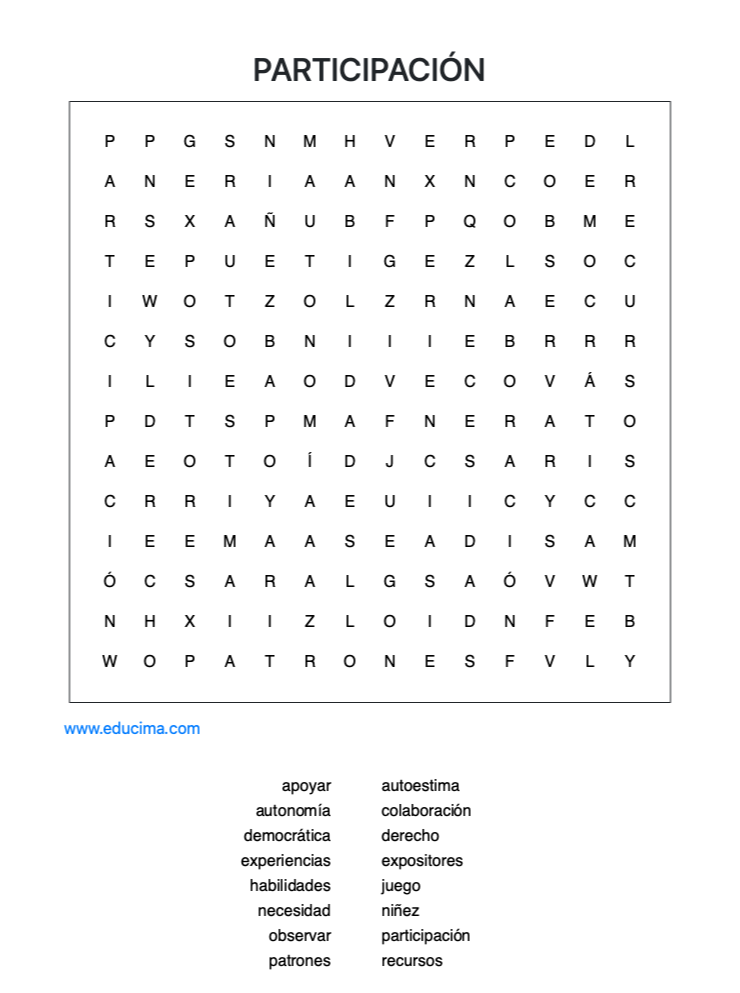 PARTICIPACIÓN
P P G S N M H V E R P E D L
A N E R I A A N X N C O E R
R S X A Ñ U B F P Q O B M E
T E P U E T I G E Z L S O C
I W O T Z O L Z R N A E C U
C Y S O B N I I I E B R R R
I L I E A O D V E C O V Á S
P D T S P M A F N E R A T O
A E O T O Í D J C S A R I S
C R R I Y A E U I I C Y C C
I E E M A A S E A D I S A M
Ó C S A R A L G S A Ó V W T
N H X I I Z L O I D N F E B
W O P A T R O N E S F V L Y
www.educima.com
apoyar autoestima
autonomía colaboración
democrática derecho
experiencias expositores
habilidades juego
necesidad niñez
observar participación
patrones recursos